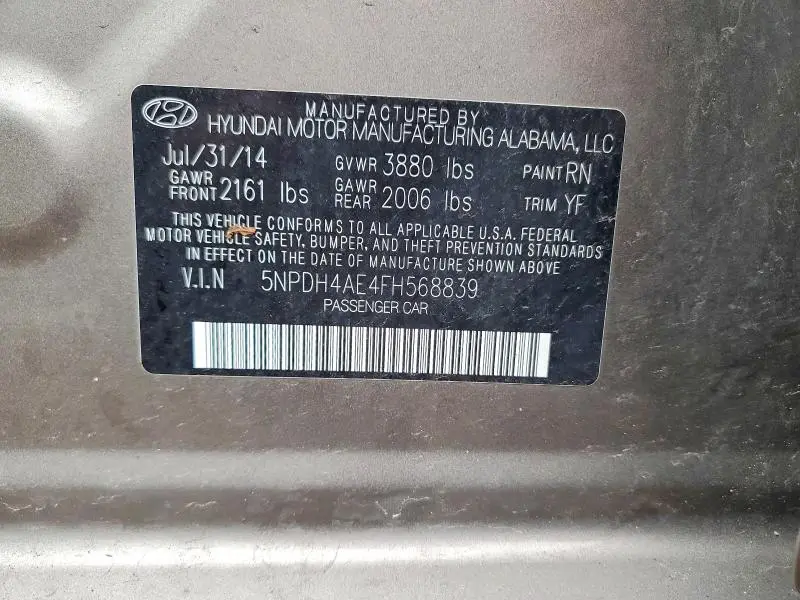 MANUFACTURED BY
HYUNDAI MOTOR MANUFACTURING ALABAMA, LLC
Jul/31/14 GVWR 3880 lbs PAINT RN
GAWR FRONT 2161 lbs GAWR REAR 2006 lbs TRIM YF
THIS VEHICLE CONFORMS TO ALL APPLICABLE U.S.A. FEDERAL
MOTOR VEHICLE SAFETY, BUMPER, AND THEFT PREVENTION STANDARDS
IN EFFECT ON THE DATE OF MANUFACTURE SHOWN ABOVE
V.I.N 5NPDH4AE4FH568839
PASSENGER CAR